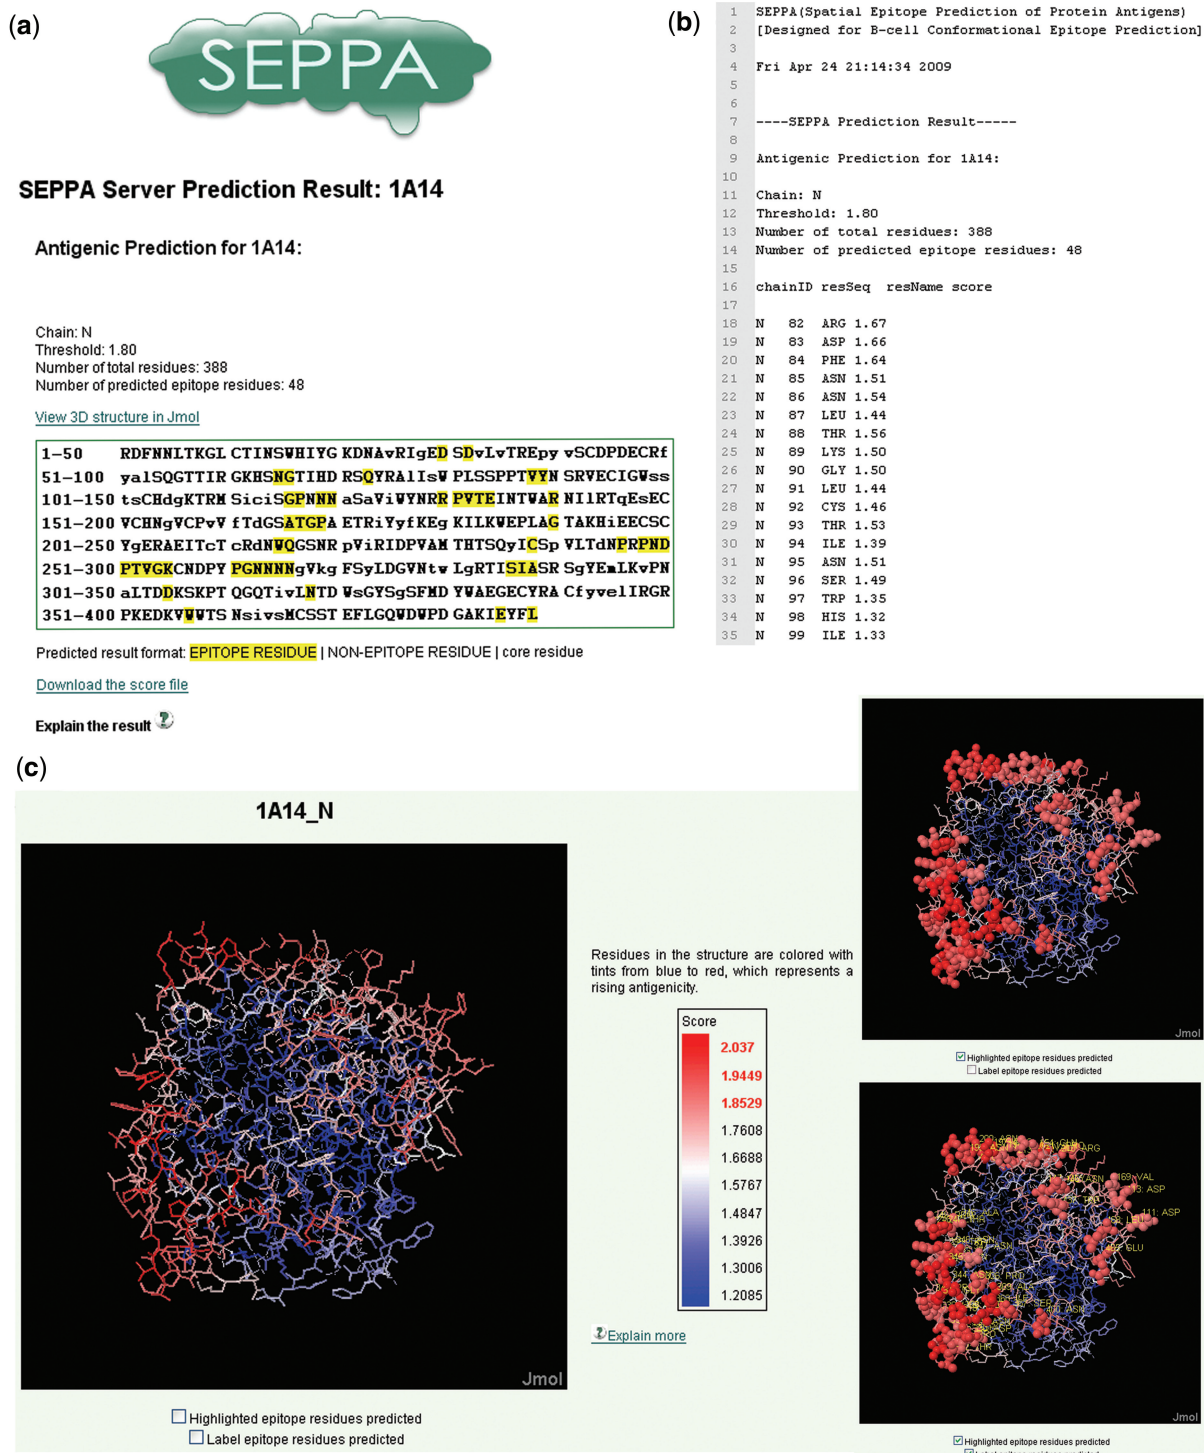 (a)
SEPPA
SEPPA Server Prediction Result: 1A14
Antigenic Prediction for 1A14:
Chain: N
Threshold: 1.80
Number of total residues: 388
Number of predicted epitope residues: 48
View 3D structure in Jmol
1-50 RDFNNLTKGL CTINSWHIYG KDNAvRIgED SDvLvTREpy vSCDPDECRf
51-100 yalSQGTTIR GKHSNGTIHD RSQYRAlIsW PLSSPPTVYN SRVECIGWss
101-150 tsCHdgKTRM SiciSGPNNN aSaViWYNRR PVTEINTWAR NILRTqEsEC
151-200 VCHNgVCPvV fTdGSATGPA ETRiYyfKEg KILKWEPLAG TAKHiEECSC
201-250 YgERAEITcT cRdNWQGSNR pViRIDPVAM THTSQyICSp VLTdNPRPND
251-300 PTVGKCNDPY PGNNNNgVkg FSyLDGVNtw LgRTISIASR SgYEmLKvPN
301-350 aLTDDKSKPT QGQTivLNTD WsGYSgSFMD YWAEGECYRA CfyvelIRGR
351-400 PKEDKVWWTS NsivsMCSST EFLGQWDWPD GAKIEYFL
Predicted result format: EPITOPE RESIDUE | NON-EPITOPE RESIDUE | core residue
Download the score file
Explain the result ?
(b)
1 SEPPA(Spatial Epitope Prediction of Protein Antigens)
2 [Designed for B-cell Conformational Epitope Prediction]
3
4 Fri Apr 24 21:14:34 2009
5
6
7 ----SEPPA Prediction Result-----
8
9 Antigenic Prediction for 1A14:
10
11 Chain: N
12 Threshold: 1.80
13 Number of total residues: 388
14 Number of predicted epitope residues: 48
15
16 chainID resSeq resName score
17
18 N 82 ARG 1.67
19 N 83 ASP 1.66
20 N 84 PHE 1.64
21 N 85 ASN 1.51
22 N 86 ASN 1.54
23 N 87 LEU 1.44
24 N 88 THR 1.56
25 N 89 LYS 1.50
26 N 90 GLY 1.50
27 N 91 LEU 1.44
28 N 92 CYS 1.46
29 N 93 THR 1.53
30 N 94 ILE 1.39
31 N 95 ASN 1.51
32 N 96 SER 1.49
33 N 97 TRP 1.35
34 N 98 HIS 1.32
35 N 99 ILE 1.33
(c)
1A14_N
Jmol
Highlighted epitope residues predicted
Label epitope residues predicted
Residues in the structure are colored with
tints from blue to red, which represents a
rising antigenicity.
Score
2.037
1.9449
1.8529
1.7608
1.6688
1.5767
1.4847
1.3926
1.3006
1.2085
? Explain more
Jmol
Highlighted epitope residues predicted
Label epitope residues predicted
169: VAL
111: ASP
GLU
Jmol
Highlighted epitope residues predicted
Label epitope residues predicted